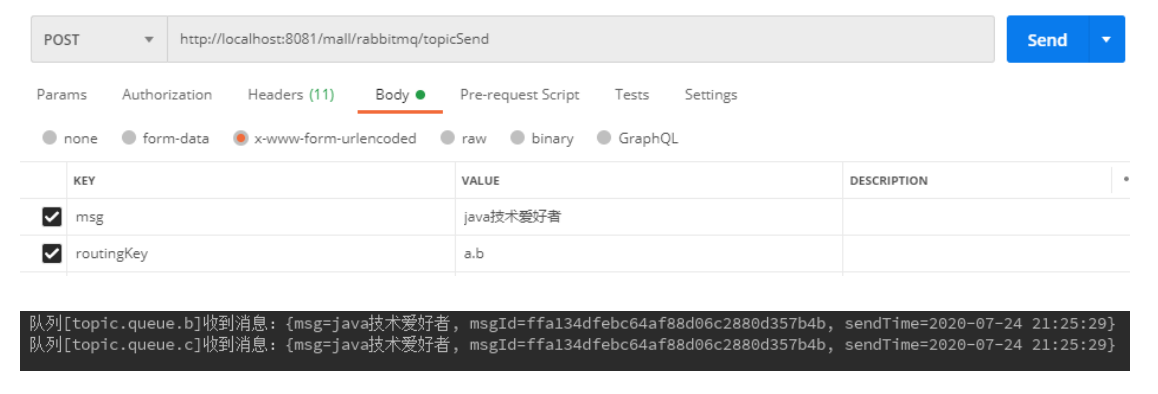 POST http://localhost:8081/mall/rabbitmq/topicSend Send
Params Authorization Headers (11) Body Pre-request Script Tests Settings
none form-data x-www-form-urlencoded raw binary GraphQL
KEY VALUE DESCRIPTION
msg java技术爱好者
routingKey a.b
队列[topic.queue.b]收到消息：{msg=java技术爱好者, msgId=ffa134dfebc64af88d06c2880d357b4b, sendTime=2020-07-24 21:25:29}
队列[topic.queue.c]收到消息：{msg=java技术爱好者, msgId=ffa134dfebc64af88d06c2880d357b4b, sendTime=2020-07-24 21:25:29}